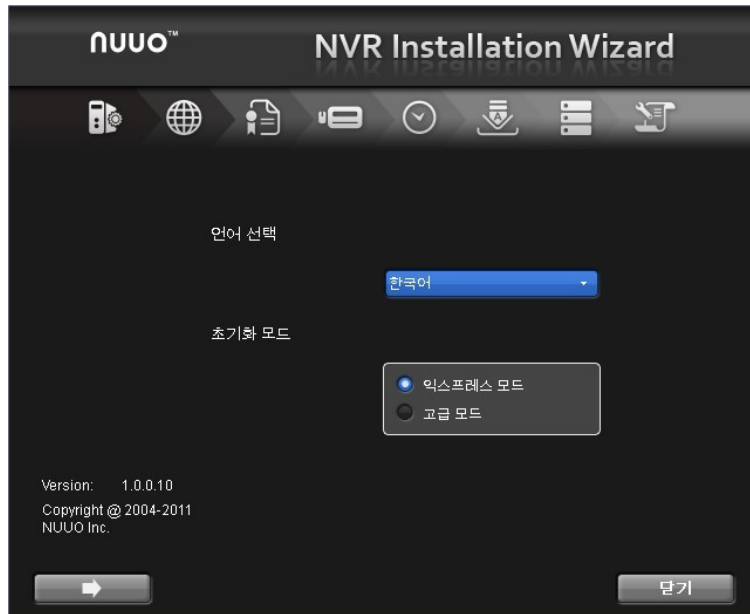 nuuo™
NVR Installation Wizard
언어 선택
한국어
초기화 모드
익스프레스 모드
고급 모드
Version: 1.0.0.10
Copyright @ 2004-2011
NUUO Inc.
닫기